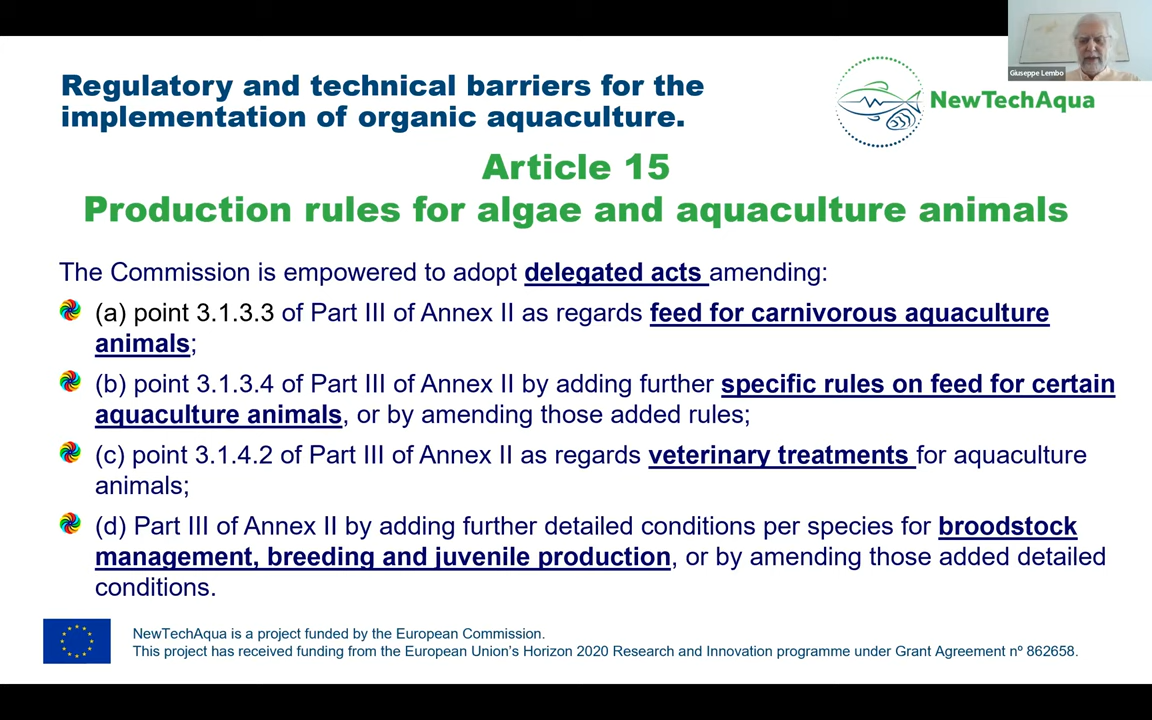 Giuseppe Lembo
Regulatory and technical barriers for the
implementation of organic aquaculture.
NewTechAqua
Article 15
Production rules for algae and aquaculture animals
The Commission is empowered to adopt delegated acts amending:
(a) point 3.1.3.3 of Part III of Annex II as regards feed for carnivorous aquaculture
animals;
(b) point 3.1.3.4 of Part III of Annex II by adding further specific rules on feed for certain
aquaculture animals, or by amending those added rules;
(c) point 3.1.4.2 of Part III of Annex II as regards veterinary treatments for aquaculture
animals;
(d) Part III of Annex II by adding further detailed conditions per species for broodstock
management, breeding and juvenile production, or by amending those added detailed
conditions.
NewTechAqua is a project funded by the European Commission.
This project has received funding from the European Union’s Horizon 2020 Research and Innovation programme under Grant Agreement nº 862658.